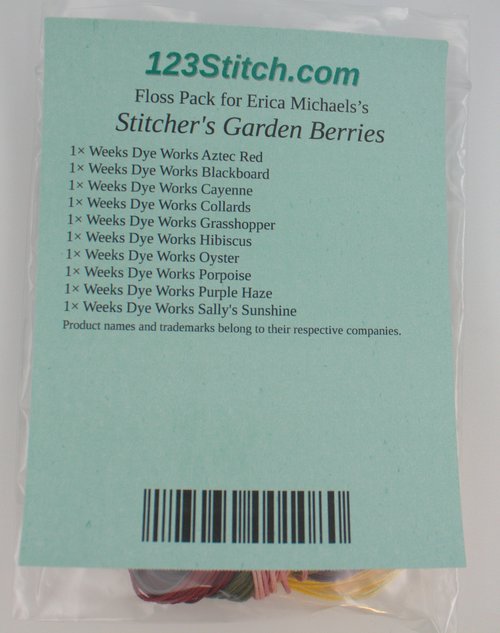 123Stitch.com
Floss Pack for Erica Michaels’s
Stitcher's Garden Berries
1× Weeks Dye Works Aztec Red
1× Weeks Dye Works Blackboard
1× Weeks Dye Works Cayenne
1× Weeks Dye Works Collards
1× Weeks Dye Works Grasshopper
1× Weeks Dye Works Hibiscus
1× Weeks Dye Works Oyster
1× Weeks Dye Works Porpoise
1× Weeks Dye Works Purple Haze
1× Weeks Dye Works Sally's Sunshine
Product names and trademarks belong to their respective companies.